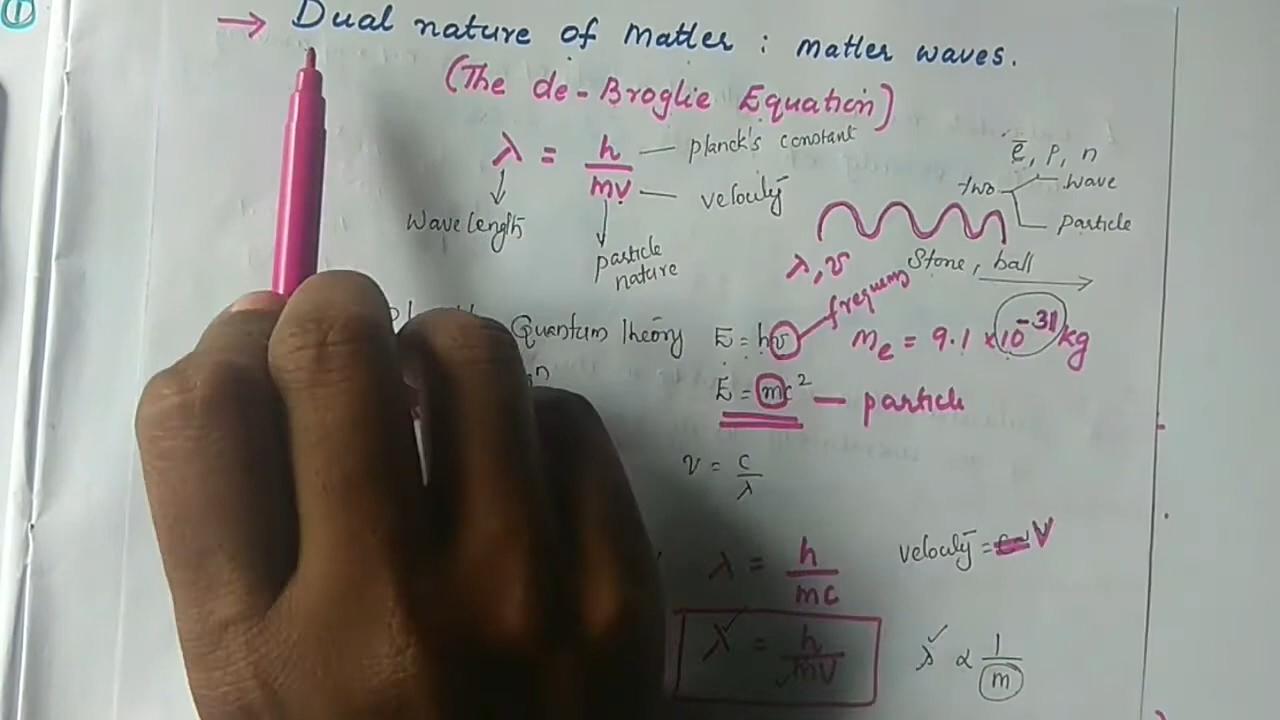 ①
→ Dual nature of Matter : matter waves.
(The de-Broglie Equation)
λ = h/mv — planck's constant
— velocity
wavelength
particle nature
e̅, p, n
two
wave
particle
λ, ν
Stone, ball
frequency
Quantum Theory E = hν
mₑ = 9.1 × 10⁻³¹ kg
E = mc² — particle
ν = c/λ
λ = h/mc
velocity = V
λ = h/mv
λ ∝ 1/m